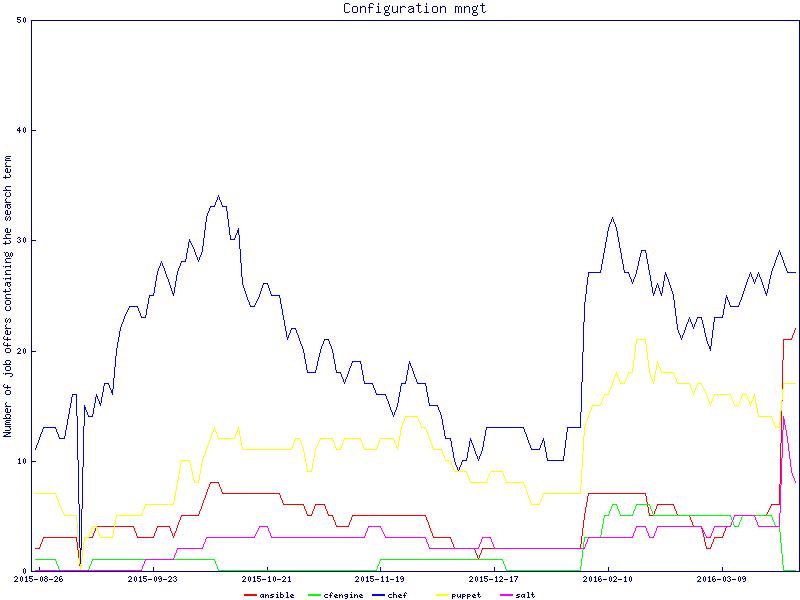 Configuration mngt
Number of job offers containing the search term
50
40
30
20
10
0
2015-08-26 2015-09-23 2015-10-21 2015-11-19 2015-12-17 2016-02-10 2016-03-09
ansible cfengine chef puppet salt